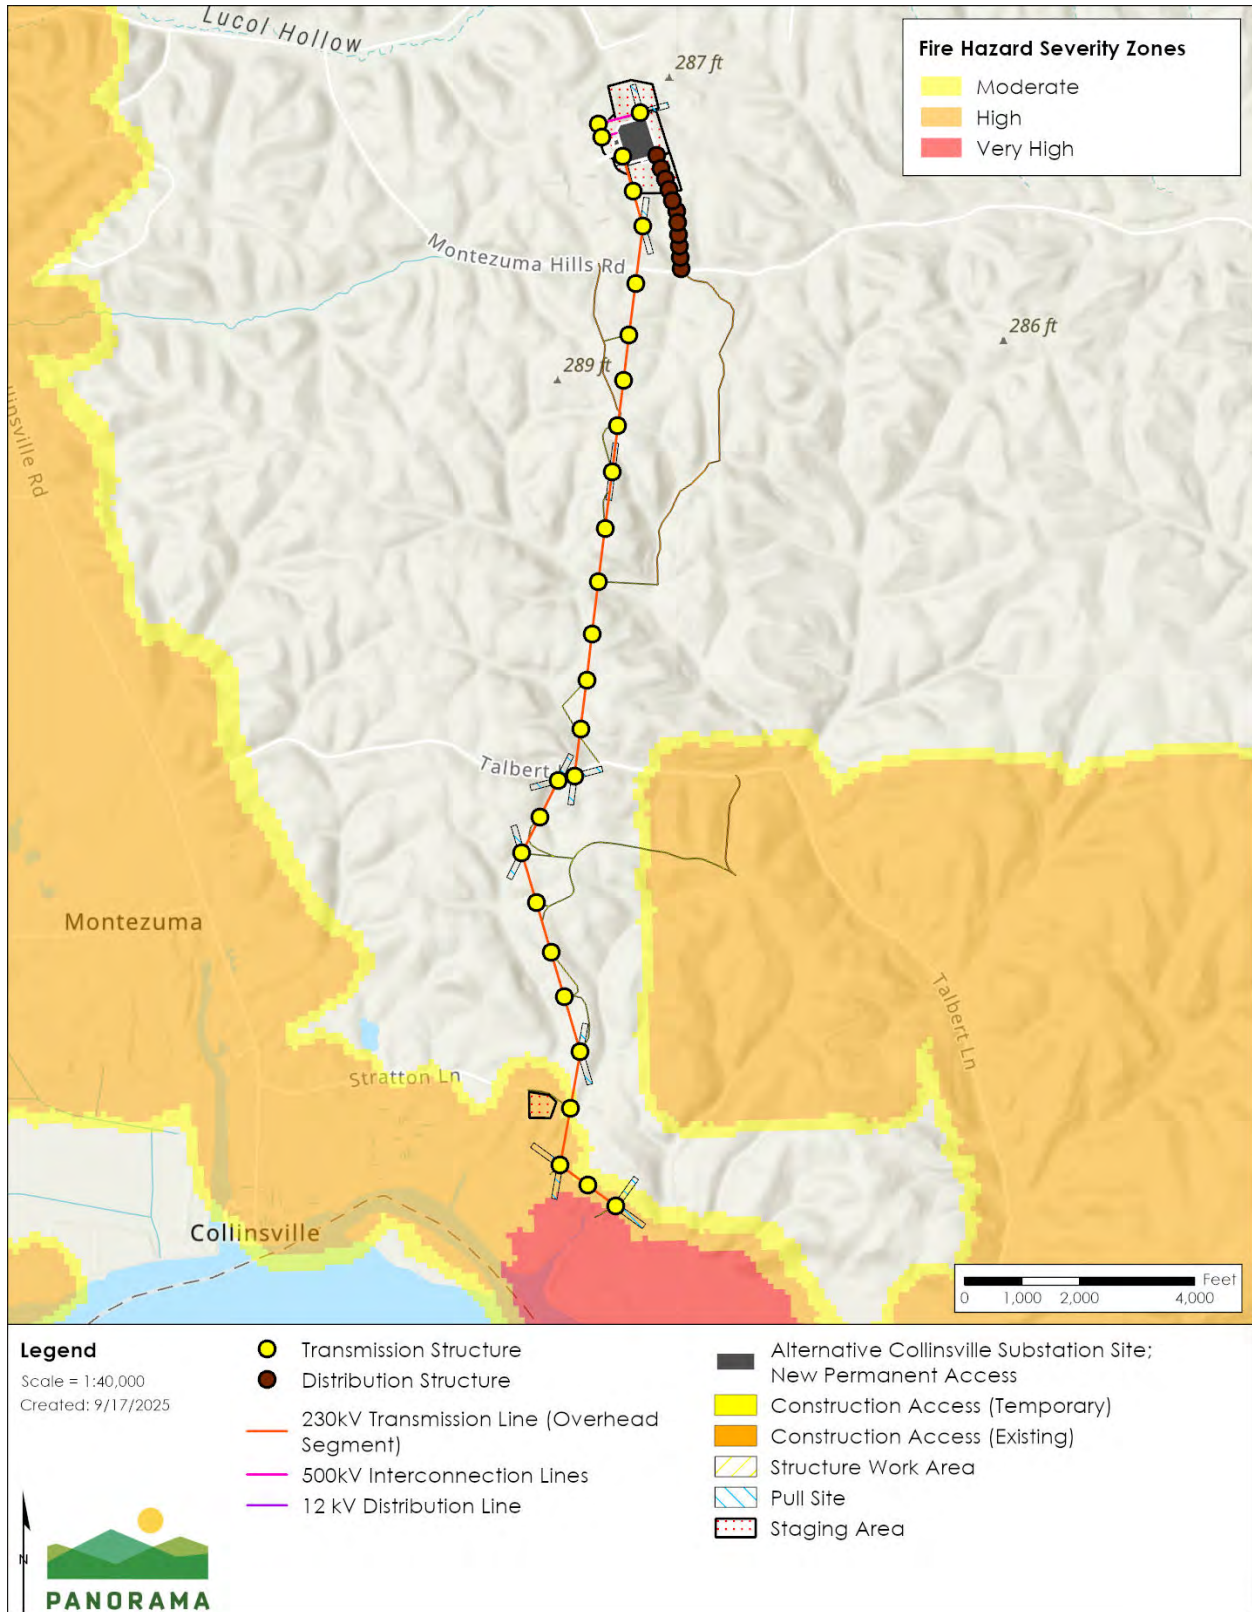 Lucol Hollow
287 ft
Fire Hazard Severity Zones
Moderate
High
Very High
Montezuma Hills Rd
286 ft
289 ft
llinsville Rd
Talbert
Montezuma
Talbert Ln
Stratton Ln
Collinsville
Feet
0 1,000 2,000 4,000
Legend
Scale = 1:40,000
Created: 9/17/2025
N
PANORAMA
Transmission Structure
Distribution Structure
230kV Transmission Line (Overhead
Segment)
500kV Interconnection Lines
12 kV Distribution Line
Alternative Collinsville Substation Site;
New Permanent Access
Construction Access (Temporary)
Construction Access (Existing)
Structure Work Area
Pull Site
Staging Area